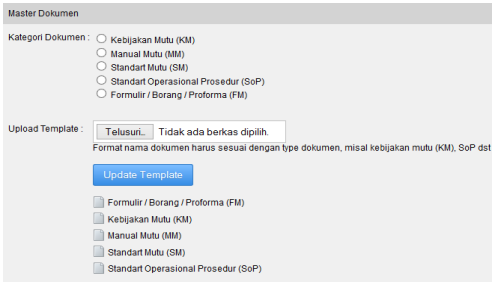 Master Dokumen
Kategori Dokumen :
Kebijakan Mutu (KM)
Manual Mutu (MM)
Standart Mutu (SM)
Standart Operasional Prosedur (SoP)
Formulir / Borang / Proforma (FM)
Upload Template :
Telusuri.. Tidak ada berkas dipilih.
Format nama dokumen harus sesuai dengan type dokumen, misal kebijakan mutu (KM), SoP dst
Update Template
Formulir / Borang / Proforma (FM)
Kebijakan Mutu (KM)
Manual Mutu (MM)
Standart Mutu (SM)
Standart Operasional Prosedur (SoP)